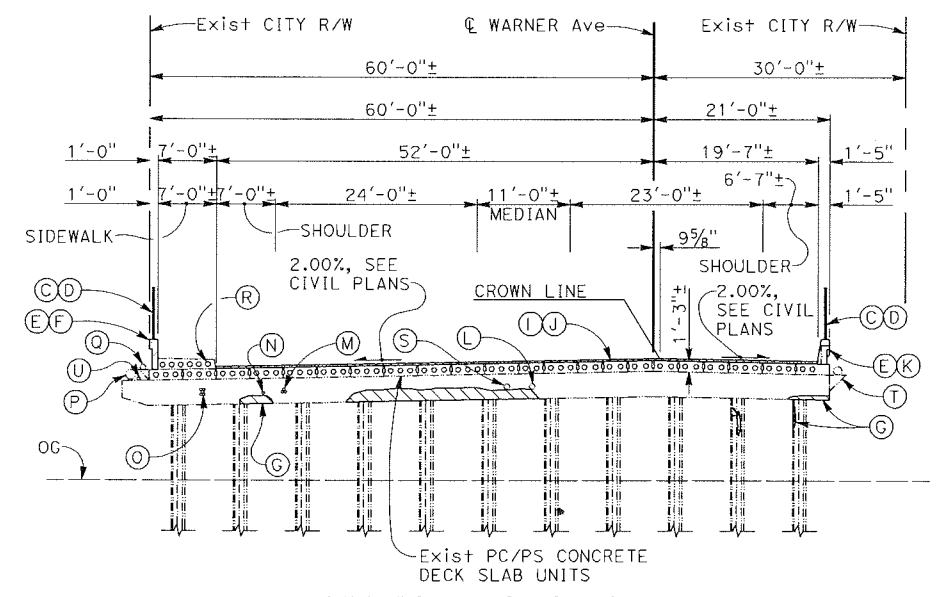 Exist CITY R/W
℄ WARNER Ave
Exist CITY R/W
60'-0"±
30'-0"±
60'-0"±
21'-0"±
1'-0"
7'-0"±
52'-0"±
19'-7"±
1'-5"
6'-7"±
1'-0"
7'-0"±
7'-0"±
24'-0"±
11'-0"±
23'-0"±
1'-5"
MEDIAN
SIDEWALK
SHOULDER
9⅝"
SHOULDER
2.00%, SEE
CIVIL PLANS
CROWN LINE
1'-3"±
2.00%,
SEE CIVIL
PLANS
C D
R
C D
E F
N
M
S
L
I J
Q
U
E K
P
T
O
G
G
OG
Exist PC/PS CONCRETE
DECK SLAB UNITS